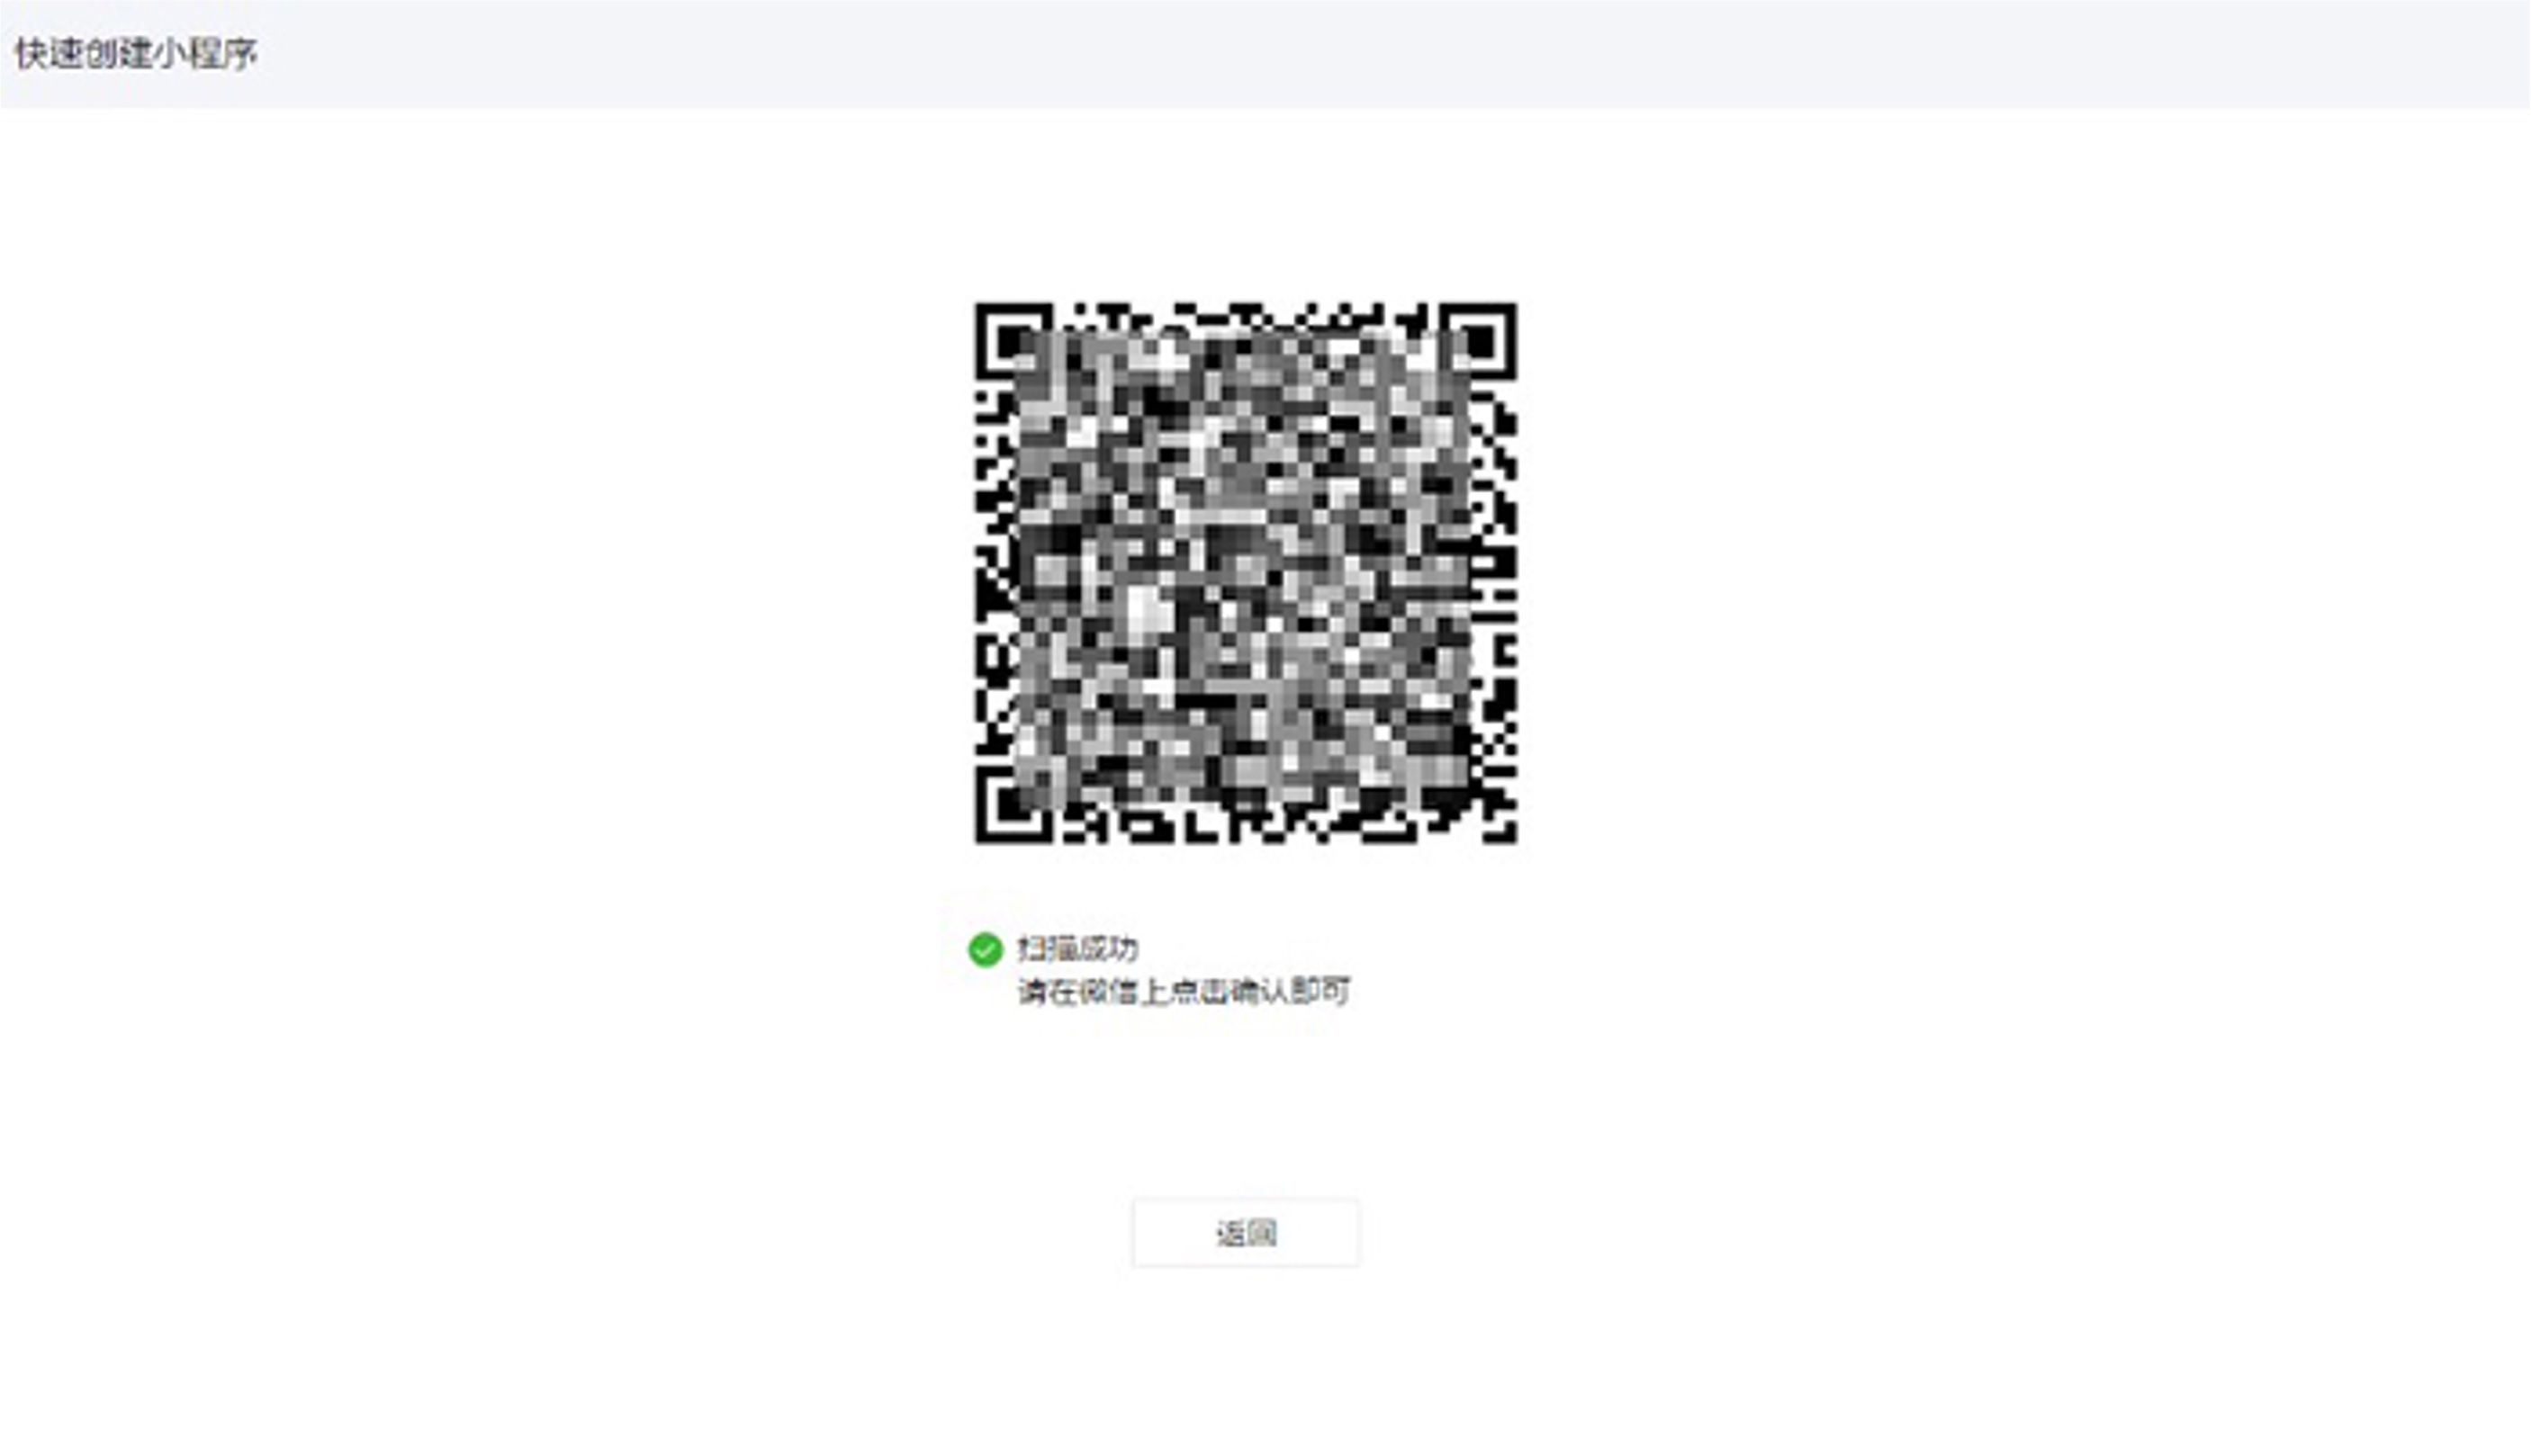 快速创建小程序
扫描成功
请在微信上点击确认即可
返回